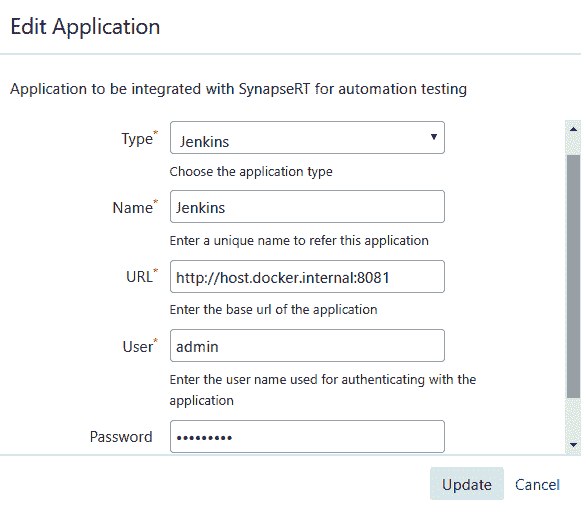 Edit Application
Application to be integrated with SynapseRT for automation testing
Type* Jenkins
Choose the application type
Name* Jenkins
Enter a unique name to refer this application
URL* http://host.docker.internal:8081
Enter the base url of the application
User* admin
Enter the user name used for authenticating with the
application
Password •••••••••
Update Cancel